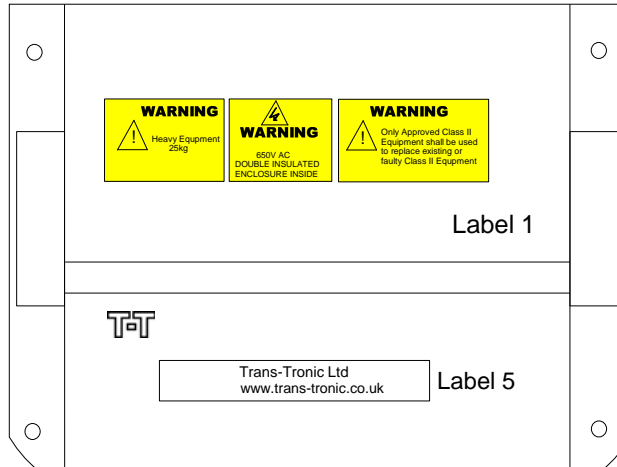 WARNING
Heavy Equpment
25kg
WARNING
650V AC
DOUBLE INSULATED
ENCLOSURE INSIDE
WARNING
Only Approved Class II
Equipment shall be used
to replace existing or
faulty Class II Equpment
Label 1
T-T
Trans-Tronic Ltd
www.trans-tronic.co.uk
Label 5